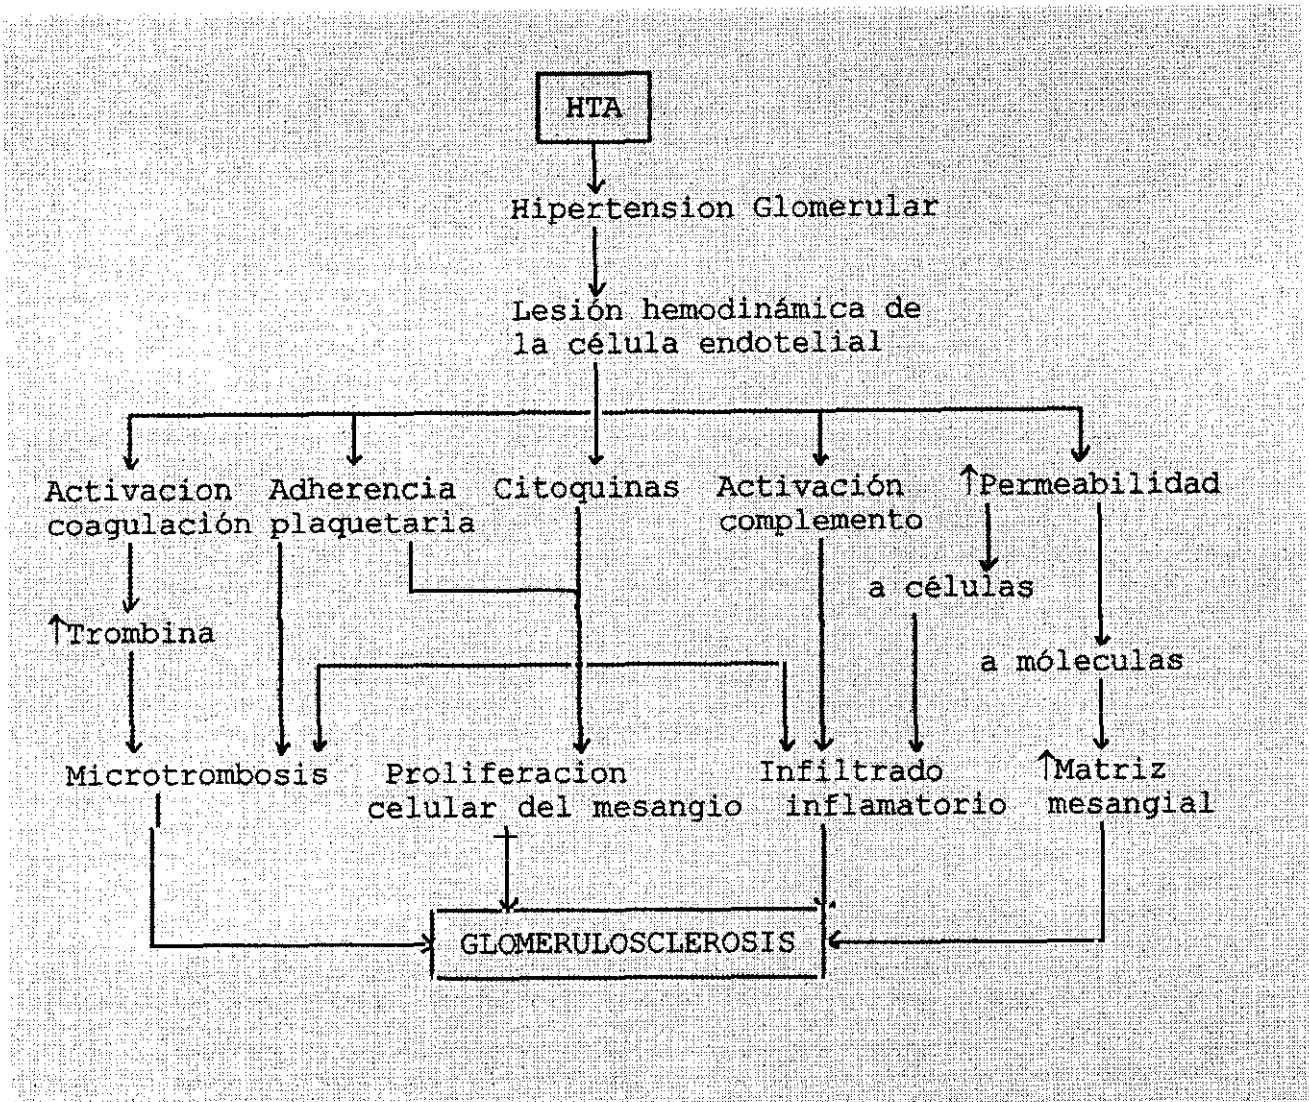 HTA
Hipertension Glomerular
Lesión hemodinámica de
la célula endotelial
Activacion
coagulación
Adherencia
plaquetaria
Citoquinas
Activación
complemento
↑Permeabilidad
a células
↑Trombina
a móleculas
Microtrombosis
Proliferacion
celular del mesangio
Infiltrado
inflamatorio
↑Matriz
mesangial
GLOMERULOSCLEROSIS